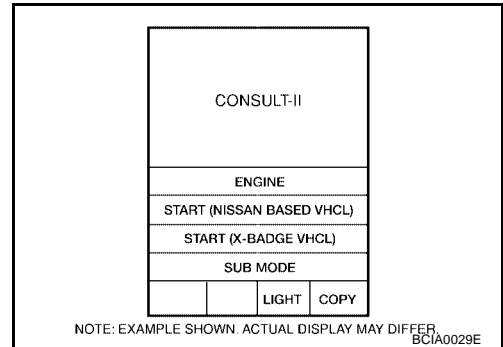 CONSULT-II
ENGINE
START (NISSAN BASED VHCL)
START (X-BADGE VHCL)
SUB MODE
LIGHT COPY
NOTE: EXAMPLE SHOWN. ACTUAL DISPLAY MAY DIFFER.
BCIA0029E